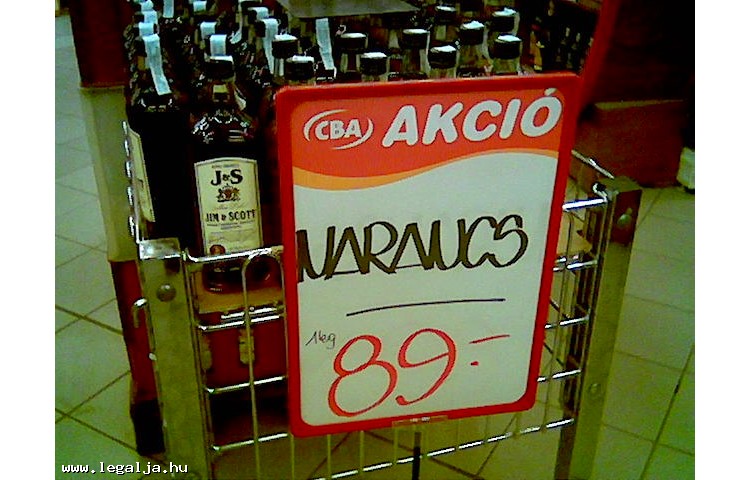 J&S
JIM & SCOTT
CBA AKCIÓ
NARANCS
1kg
89.-
www.legalja.hu